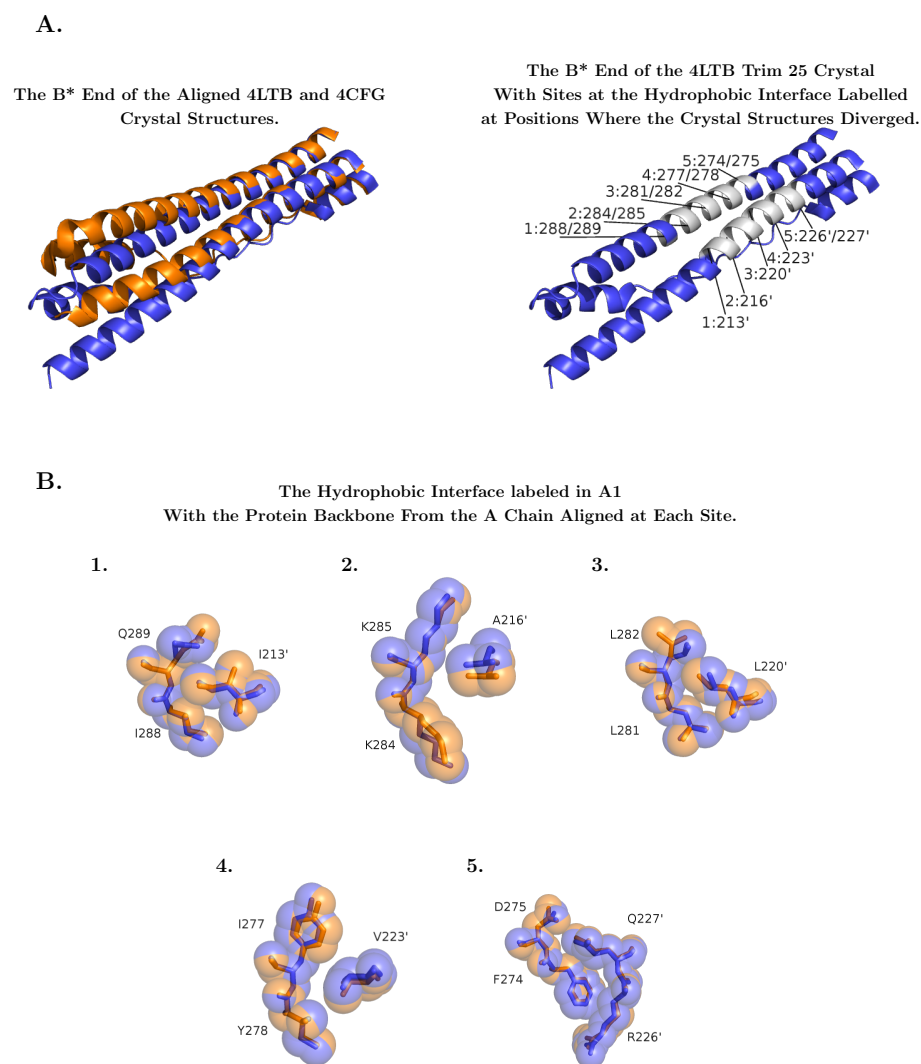 A.
The B* End of the Aligned 4LTB and 4CFG
Crystal Structures.
The B* End of the 4LTB Trim 25 Crystal
With Sites at the Hydrophobic Interface Labelled
at Positions Where the Crystal Structures Diverged.
5:274/275
4:277/278
3:281/282
2:284/285
1:288/289
5:226'/227'
4:223'
3:220'
2:216'
1:213'
B.
The Hydrophobic Interface labeled in A1
With the Protein Backbone From the A Chain Aligned at Each Site.
1.
Q289
I213'
I288
2.
K285
A216'
K284
3.
L282
L220'
L281
4.
I277
V223'
Y278
5.
D275
Q227'
F274
R226'